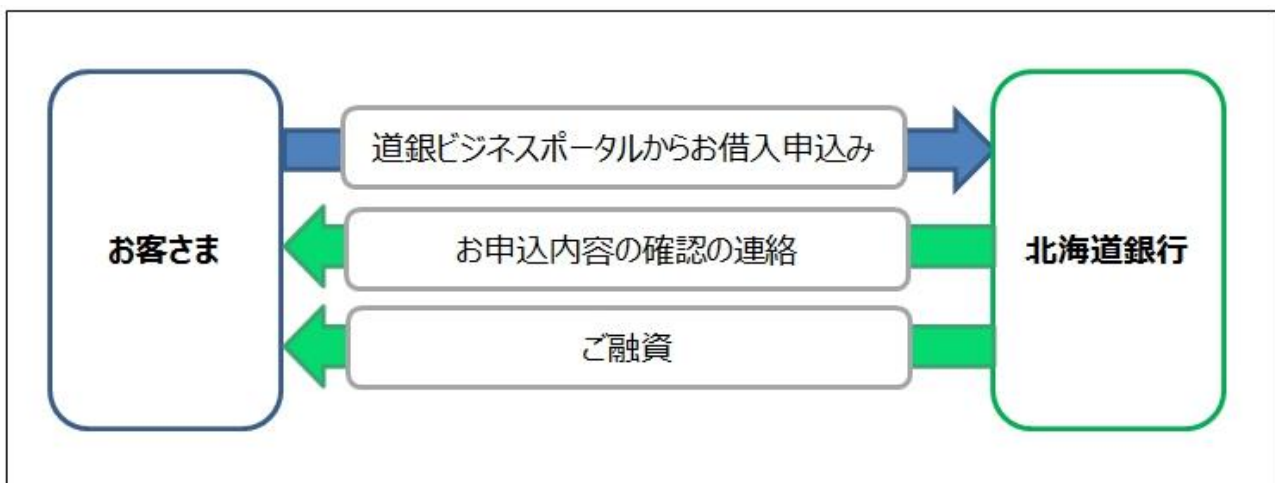 お客さま
道銀ビジネスポータルからお借入申込み
お申込内容の確認の連絡
ご融資
北海道銀行